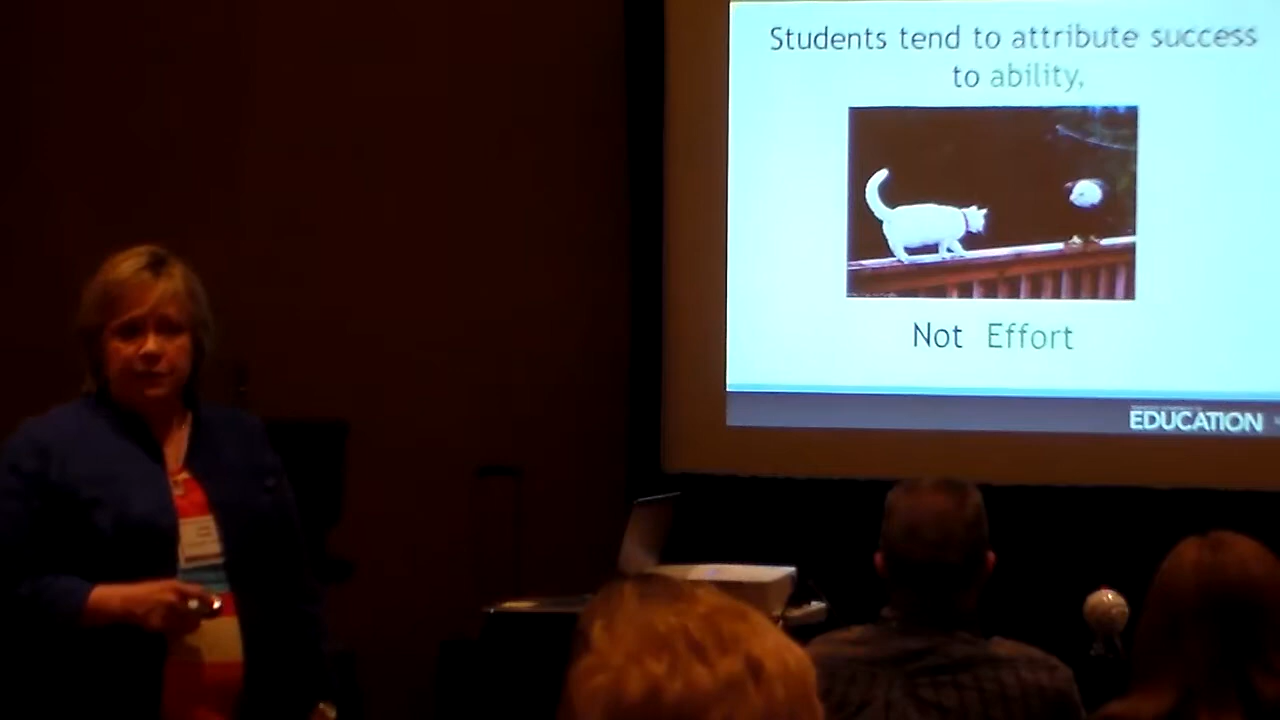 Students tend to attribute success
to ability,
Not Effort
EDUCATION